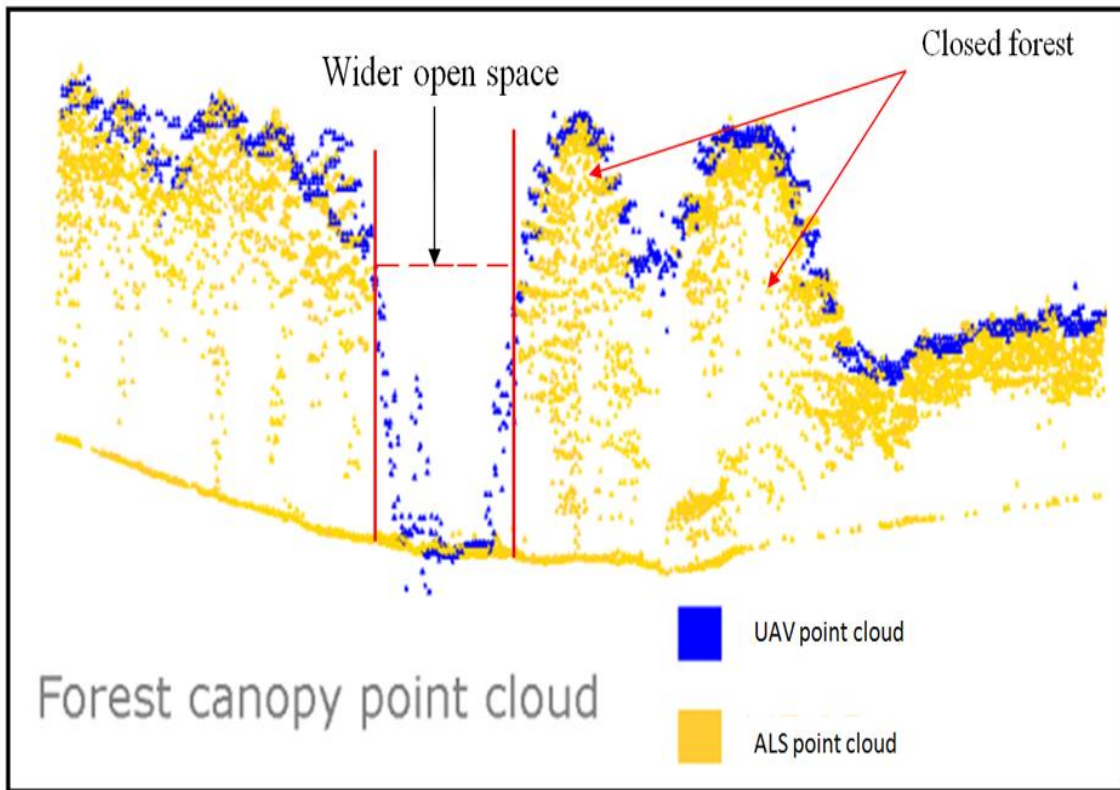 Closed forest
Wider open space
UAV point cloud
Forest canopy point cloud
ALS point cloud